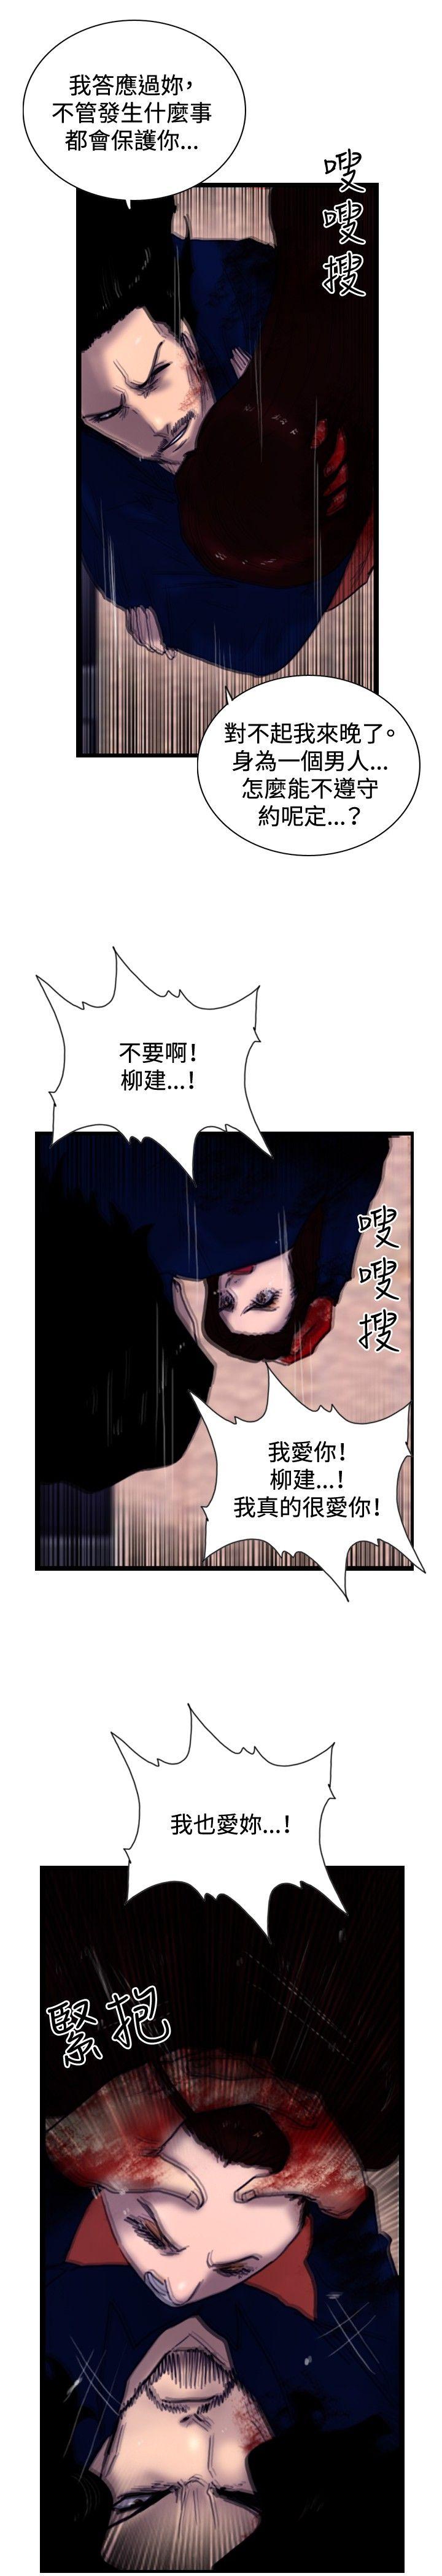 我答應過妳，
不管發生什麼事
都會保護你...
嗖
嗖
搜
對不起我來晚了。
身為一個男人...
怎麼能不遵守
約呢定...？
不要啊！
柳建...！
嗖
嗖
搜
我愛你！
柳建...！
我真的很愛你！
我也愛妳...！
緊抱